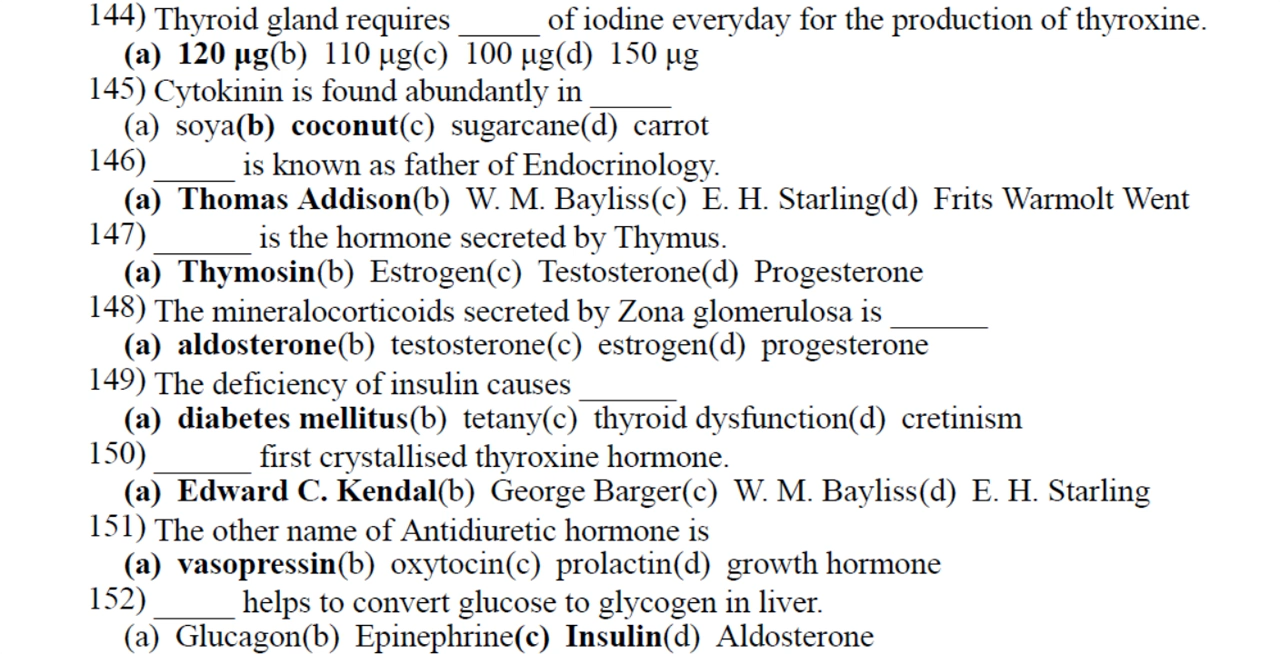 144) Thyroid gland requires _____ of iodine everyday for the production of thyroxine.
(a) 120 µg(b) 110 µg(c) 100 µg(d) 150 µg
145) Cytokinin is found abundantly in _____
(a) soya(b) coconut(c) sugarcane(d) carrot
146) _____ is known as father of Endocrinology.
(a) Thomas Addison(b) W. M. Bayliss(c) E. H. Starling(d) Frits Warmolt Went
147) ______ is the hormone secreted by Thymus.
(a) Thymosin(b) Estrogen(c) Testosterone(d) Progesterone
148) The mineralocorticoids secreted by Zona glomerulosa is ______
(a) aldosterone(b) testosterone(c) estrogen(d) progesterone
149) The deficiency of insulin causes ______
(a) diabetes mellitus(b) tetany(c) thyroid dysfunction(d) cretinism
150) ______ first crystallised thyroxine hormone.
(a) Edward C. Kendal(b) George Barger(c) W. M. Bayliss(d) E. H. Starling
151) The other name of Antidiuretic hormone is
(a) vasopressin(b) oxytocin(c) prolactin(d) growth hormone
152) _____ helps to convert glucose to glycogen in liver.
(a) Glucagon(b) Epinephrine(c) Insulin(d) Aldosterone